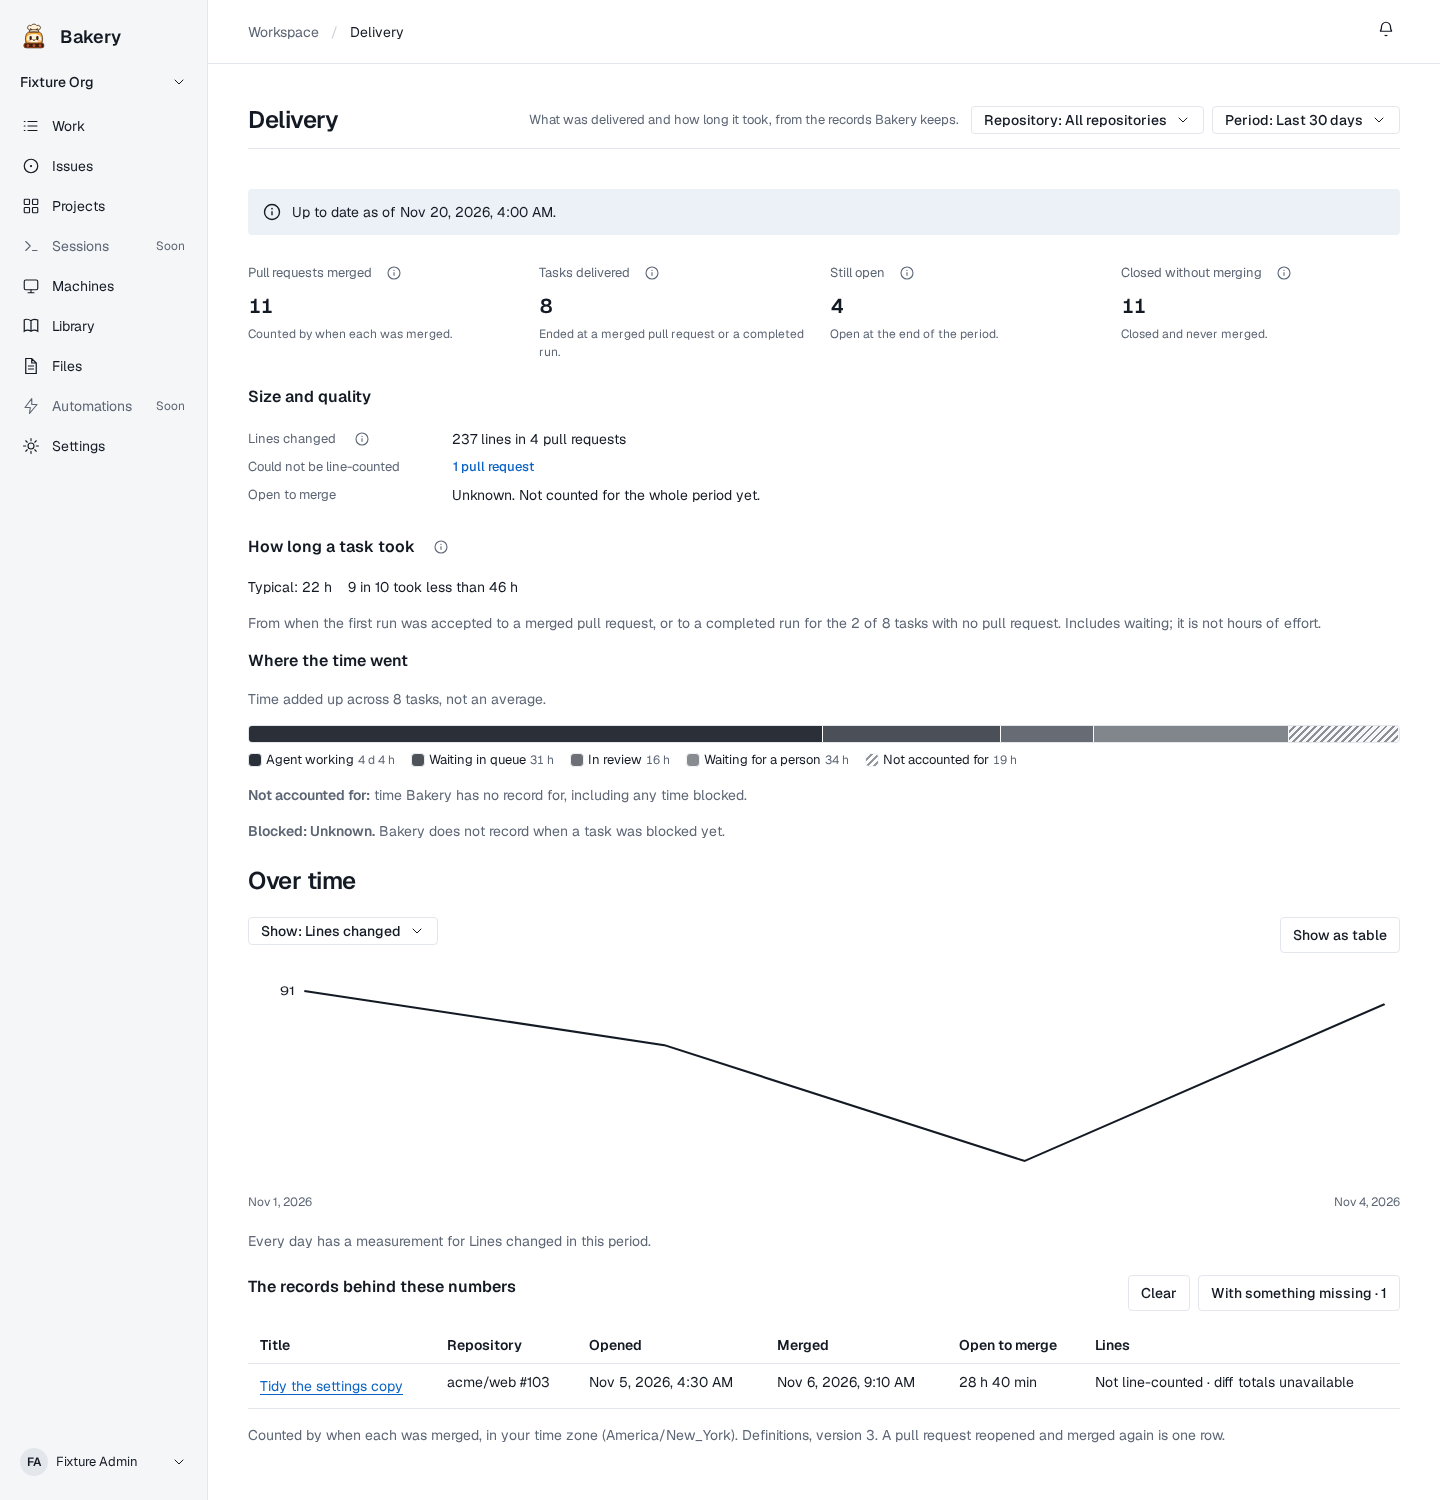 Bakery
Fixture Org
Work
Issues
Projects
Sessions Soon
Machines
Library
Files
Automations Soon
Settings
FA Fixture Admin
Workspace / Delivery
Delivery
What was delivered and how long it took, from the records Bakery keeps.
Repository: All repositories
Period: Last 30 days
Up to date as of Nov 20, 2026, 4:00 AM.
Pull requests merged
11
Counted by when each was merged.
Tasks delivered
8
Ended at a merged pull request or a completed
run.
Still open
4
Open at the end of the period.
Closed without merging
11
Closed and never merged.
Size and quality
Lines changed 237 lines in 4 pull requests
Could not be line-counted 1 pull request
Open to merge Unknown. Not counted for the whole period yet.
How long a task took
Typical: 22 h 9 in 10 took less than 46 h
From when the first run was accepted to a merged pull request, or to a completed run for the 2 of 8 tasks with no pull request. Includes waiting; it is not hours of effort.
Where the time went
Time added up across 8 tasks, not an average.
Agent working 4 d 4 h Waiting in queue 31 h In review 16 h Waiting for a person 34 h Not accounted for 19 h
Not accounted for: time Bakery has no record for, including any time blocked.
Blocked: Unknown. Bakery does not record when a task was blocked yet.
Over time
Show: Lines changed
Show as table
91
Nov 1, 2026 Nov 4, 2026
Every day has a measurement for Lines changed in this period.
The records behind these numbers
Clear
With something missing · 1
Title Repository Opened Merged Open to merge Lines
Tidy the settings copy acme/web #103 Nov 5, 2026, 4:30 AM Nov 6, 2026, 9:10 AM 28 h 40 min Not line-counted · diff totals unavailable
Counted by when each was merged, in your time zone (America/New_York). Definitions, version 3. A pull request reopened and merged again is one row.